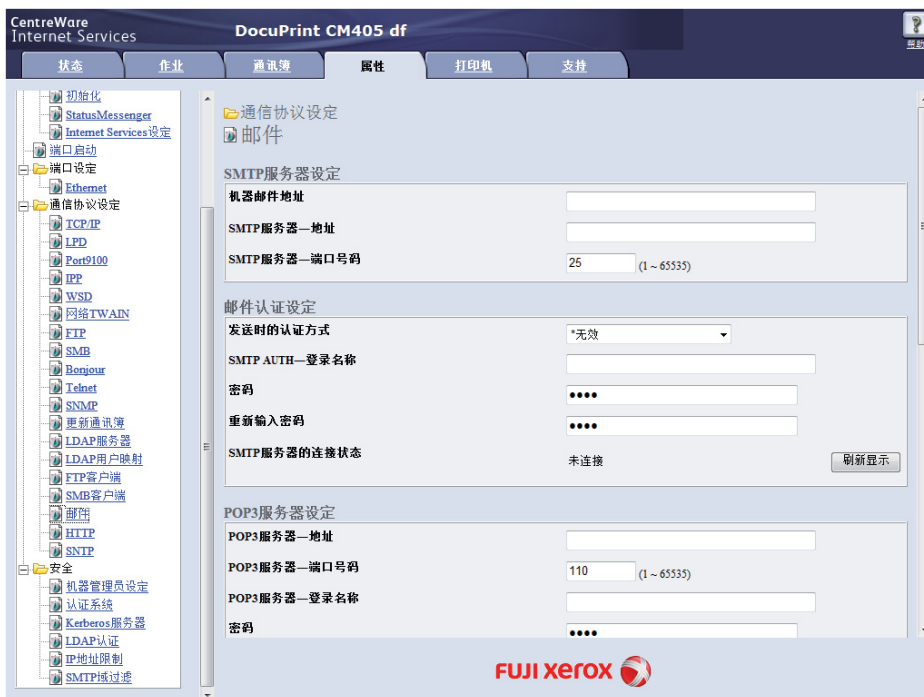 CentreWare
Internet Services
DocuPrint CM405 df
?
帮助
状态
作业
通讯簿
属性
打印机
支持
初始化
StatusMessenger
Internet Services设定
端口启动
端口设定
Ethernet
通信协议设定
TCP/IP
LPD
Port9100
IPP
WSD
网络TWAIN
FTP
SMB
Bonjour
Telnet
SNMP
更新通讯簿
LDAP服务器
LDAP用户映射
FTP客户端
SMB客户端
邮件
HTTP
SNTP
安全
机器管理员设定
认证系统
Kerberos服务器
LDAP认证
IP地址限制
SMTP域过滤
通信协议设定
邮件
SMTP服务器设定
机器邮件地址
SMTP服务器—地址
SMTP服务器—端口号码 25 (1～65535)
邮件认证设定
发送时的认证方式 *无效
SMTP AUTH—登录名称
密码 ••••
重新输入密码 ••••
SMTP服务器的连接状态 未连接 刷新显示
POP3服务器设定
POP3服务器—地址
POP3服务器—端口号码 110 (1～65535)
POP3服务器—登录名称
密码 ••••
FUJI XEROX